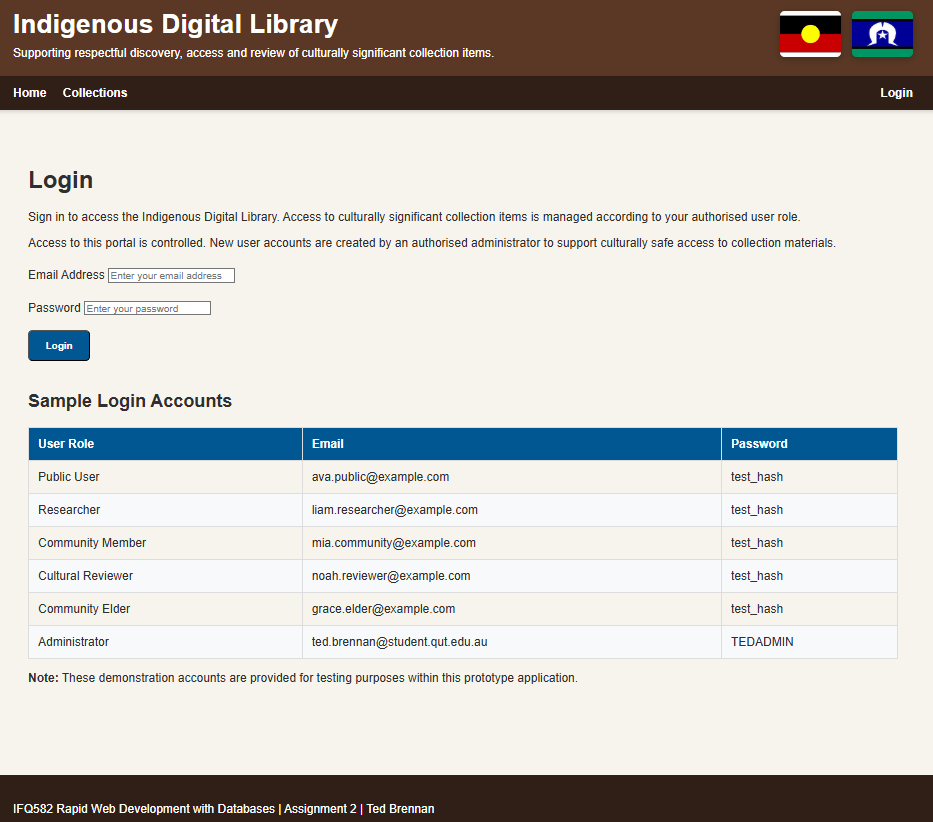 Indigenous Digital Library
Supporting respectful discovery, access and review of culturally significant collection items.
Home Collections Login
Login
Sign in to access the Indigenous Digital Library. Access to culturally significant collection items is managed according to your authorised user role.
Access to this portal is controlled. New user accounts are created by an authorised administrator to support culturally safe access to collection materials.
Email Address Enter your email address
Password Enter your password
Login
Sample Login Accounts
User Role Email Password
Public User ava.public@example.com test_hash
Researcher liam.researcher@example.com test_hash
Community Member mia.community@example.com test_hash
Cultural Reviewer noah.reviewer@example.com test_hash
Community Elder grace.elder@example.com test_hash
Administrator ted.brennan@student.qut.edu.au TEDADMIN
Note: These demonstration accounts are provided for testing purposes within this prototype application.
IFQ582 Rapid Web Development with Databases | Assignment 2 | Ted Brennan